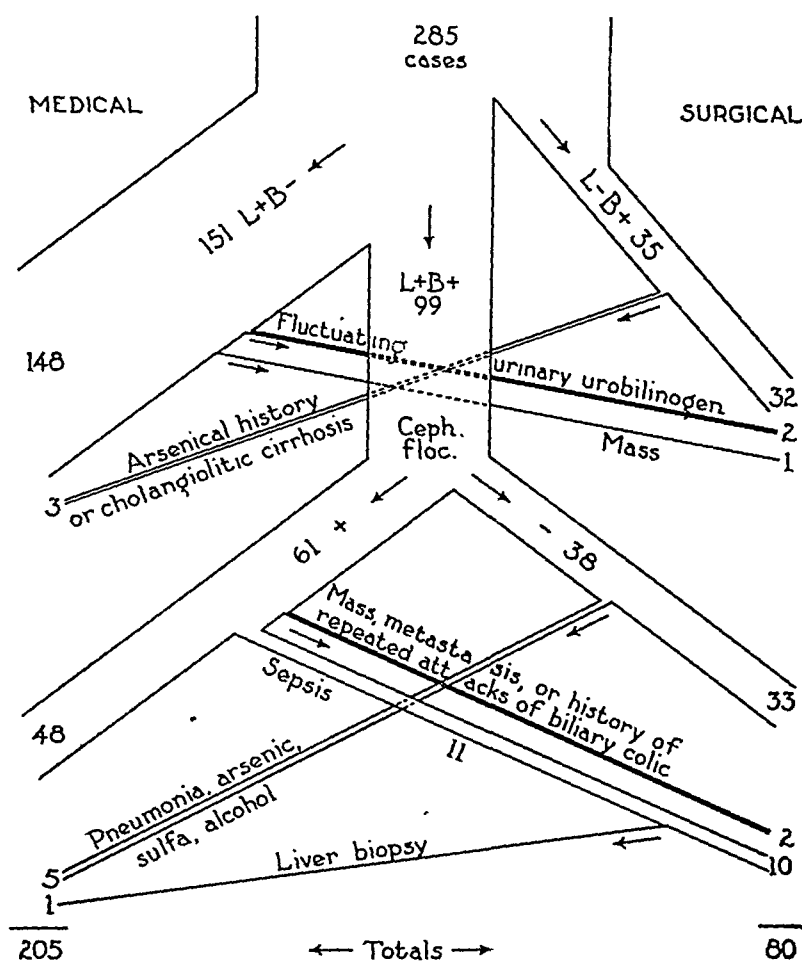 285
cases
MEDICAL
SURGICAL
151 L+B-
L-B+ 35
L+B+
99
Fluctuating urinary urobilinogen
148
32
2
Mass
1
Arsenical history
or cholangiolitic cirrhosis
3
Ceph.
floc.
61 +
- 38
Mass, metastasis, or history of
repeated attacks of biliary colic
Sepsis
11
48
33
Pneumonia, arsenic,
sulfa, alcohol
Liver biopsy
2
10
5
1
205
Totals
80